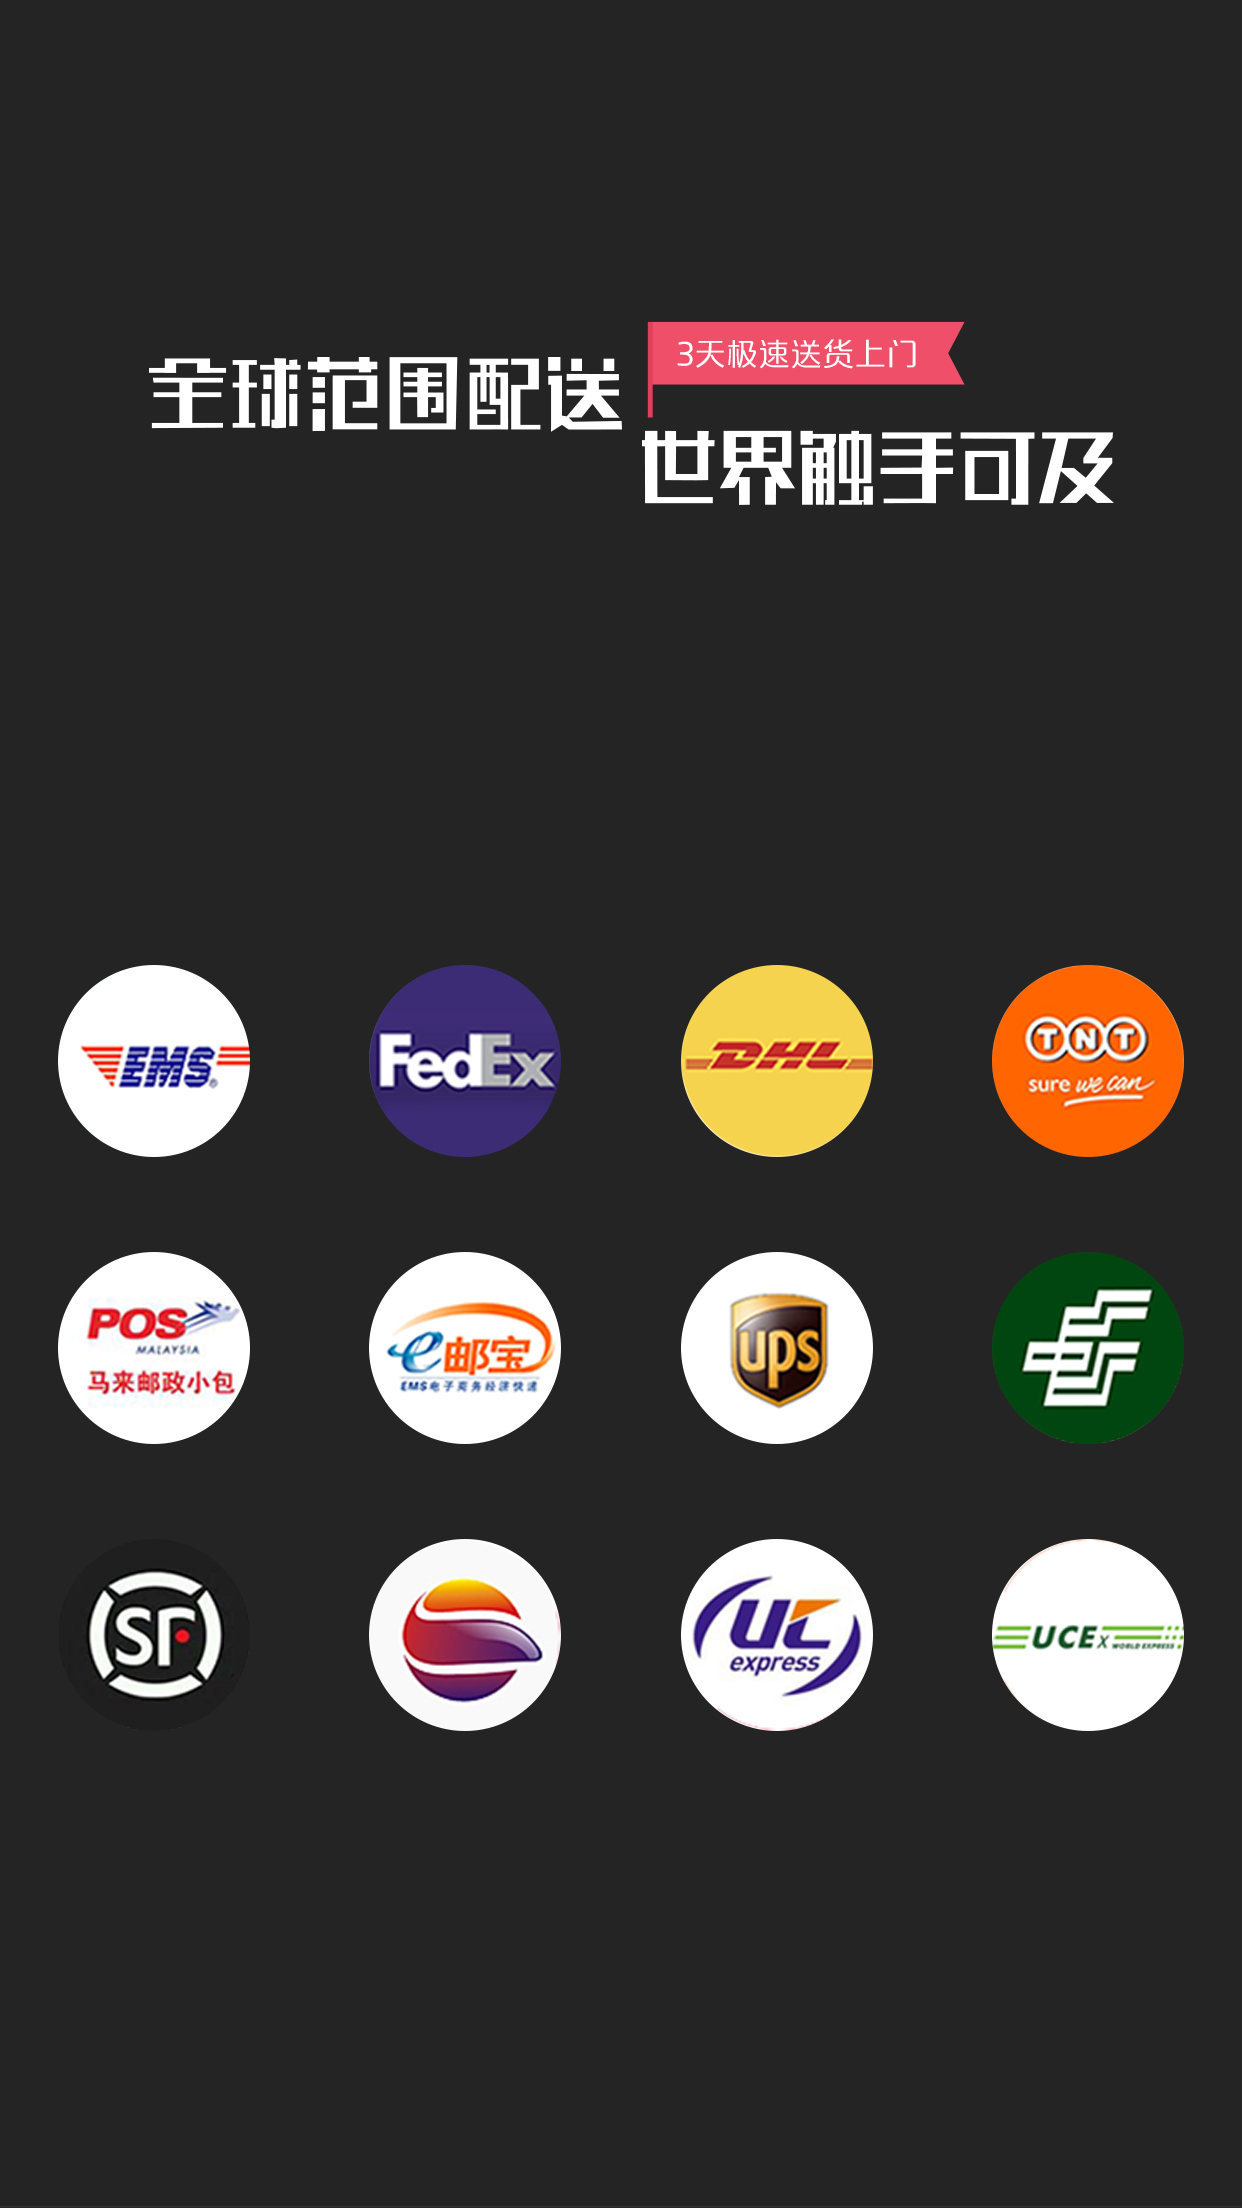 全球范围配送
3天极速送货上门
世界触手可及
EMS®
FedEx
DHL
TNT
sure we can
POS
MALAYSIA
马来邮政小包
e邮宝
EMS电子商务经济快递
ups
SF
UC
express
UCEX WORLD EXPRESS